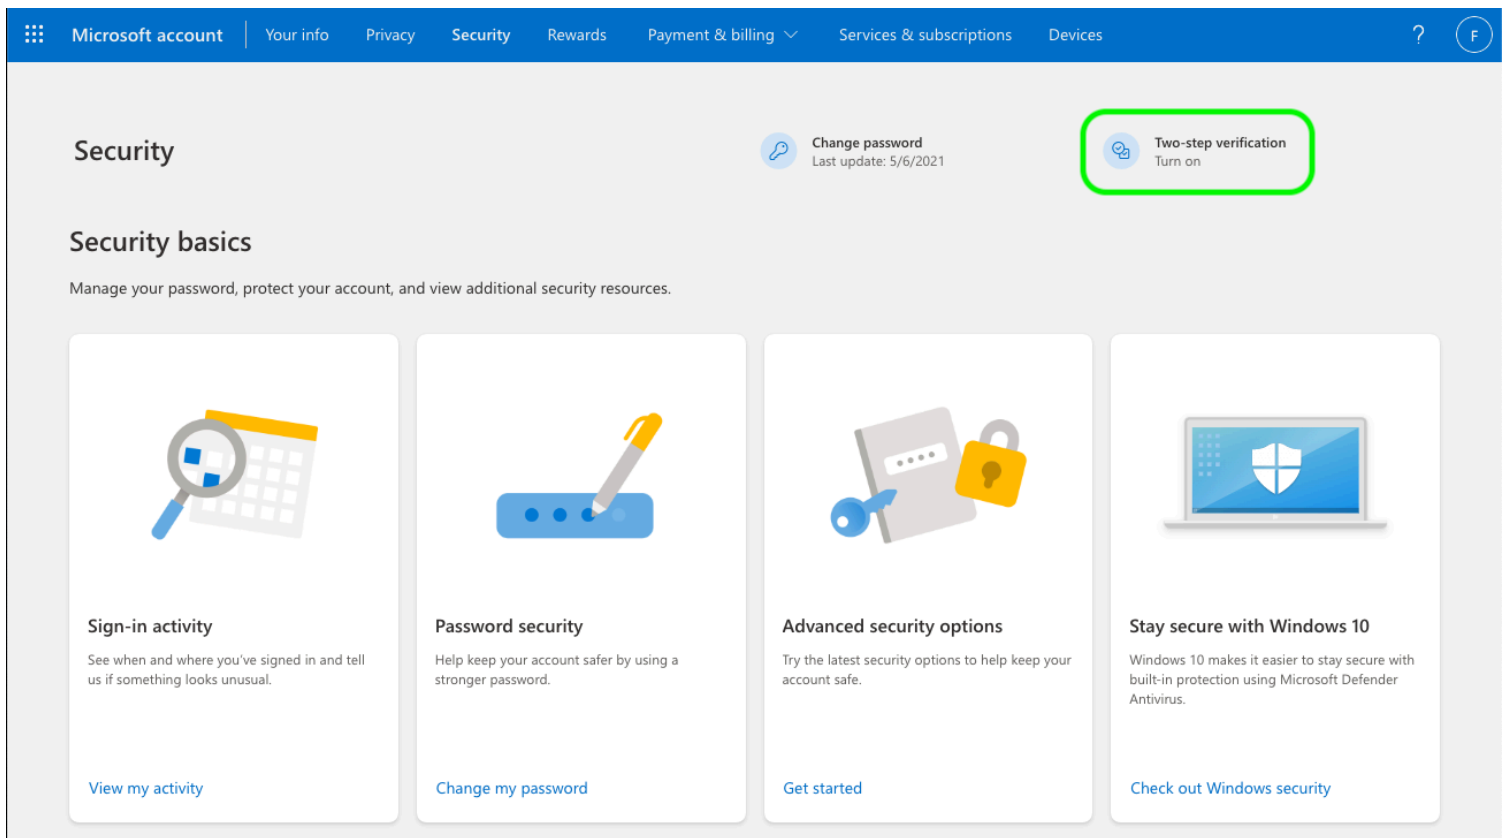 Microsoft account
Your info
Privacy
Security
Rewards
Payment & billing
Services & subscriptions
Devices
?
F
Security
Change password
Last update: 5/6/2021
Two-step verification
Turn on
Security basics
Manage your password, protect your account, and view additional security resources.
Sign-in activity
See when and where you've signed in and tell
us if something looks unusual.
View my activity
Password security
Help keep your account safer by using a
stronger password.
Change my password
Advanced security options
Try the latest security options to help keep your
account safe.
Get started
Stay secure with Windows 10
Windows 10 makes it easier to stay secure with
built-in protection using Microsoft Defender
Antivirus.
Check out Windows security